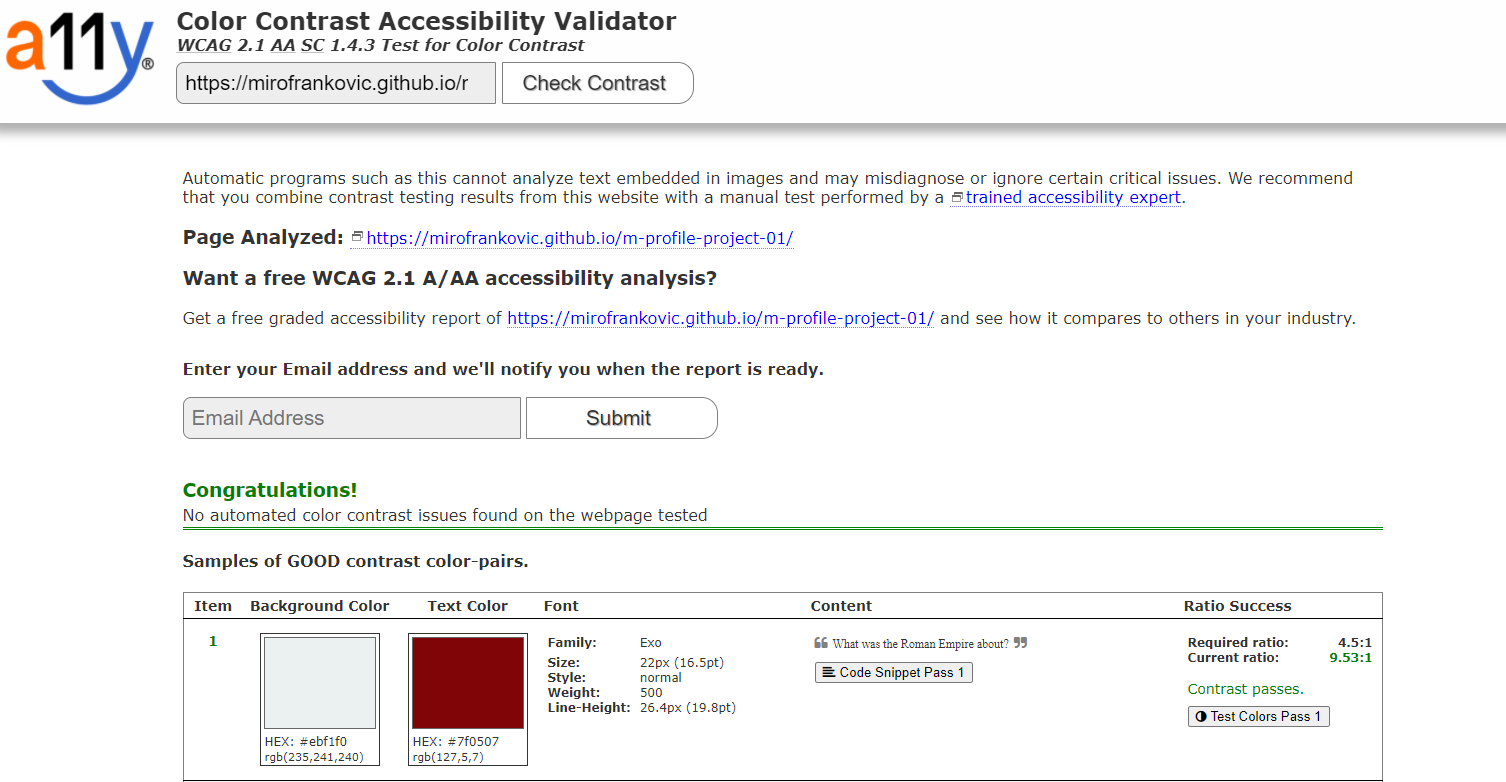 a11y®
Color Contrast Accessibility Validator
WCAG 2.1 AA SC 1.4.3 Test for Color Contrast
https://mirofrankovic.github.io/r
Check Contrast
Automatic programs such as this cannot analyze text embedded in images and may misdiagnose or ignore certain critical issues. We recommend
that you combine contrast testing results from this website with a manual test performed by a trained accessibility expert.
Page Analyzed: https://mirofrankovic.github.io/m-profile-project-01/
Want a free WCAG 2.1 A/AA accessibility analysis?
Get a free graded accessibility report of https://mirofrankovic.github.io/m-profile-project-01/ and see how it compares to others in your industry.
Enter your Email address and we'll notify you when the report is ready.
Email Address
Submit
Congratulations!
No automated color contrast issues found on the webpage tested
Samples of GOOD contrast color-pairs.
Item Background Color Text Color Font Content Ratio Success
1
HEX: #ebf1f0
rgb(235,241,240)
HEX: #7f0507
rgb(127,5,7)
Family: Exo
Size: 22px (16.5pt)
Style: normal
Weight: 500
Line-Height: 26.4px (19.8pt)
❝ What was the Roman Empire about? ❞
Code Snippet Pass 1
Required ratio: 4.5:1
Current ratio: 9.53:1
Contrast passes.
Test Colors Pass 1